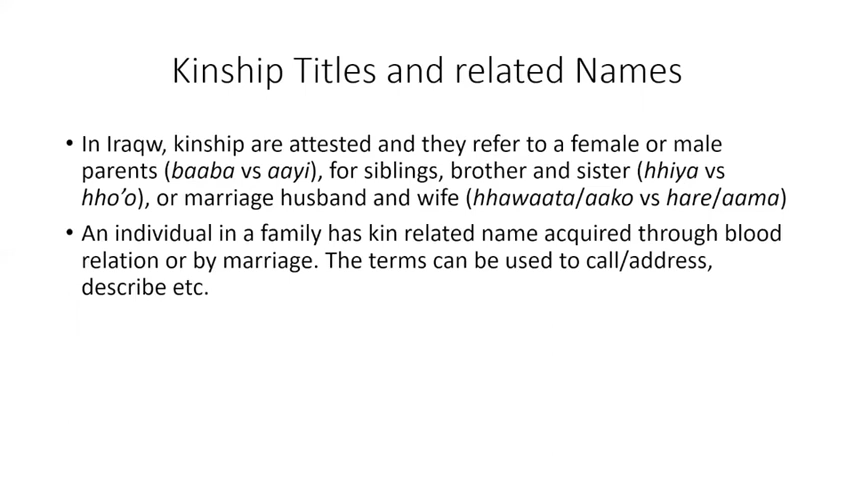 Kinship Titles and related Names
• In Iraqw, kinship are attested and they refer to a female or male
parents (baaba vs aayi), for siblings, brother and sister (hhiya vs
hho’o), or marriage husband and wife (hhawaata/aako vs hare/aama)
• An individual in a family has kin related name acquired through blood
relation or by marriage. The terms can be used to call/address,
describe etc.